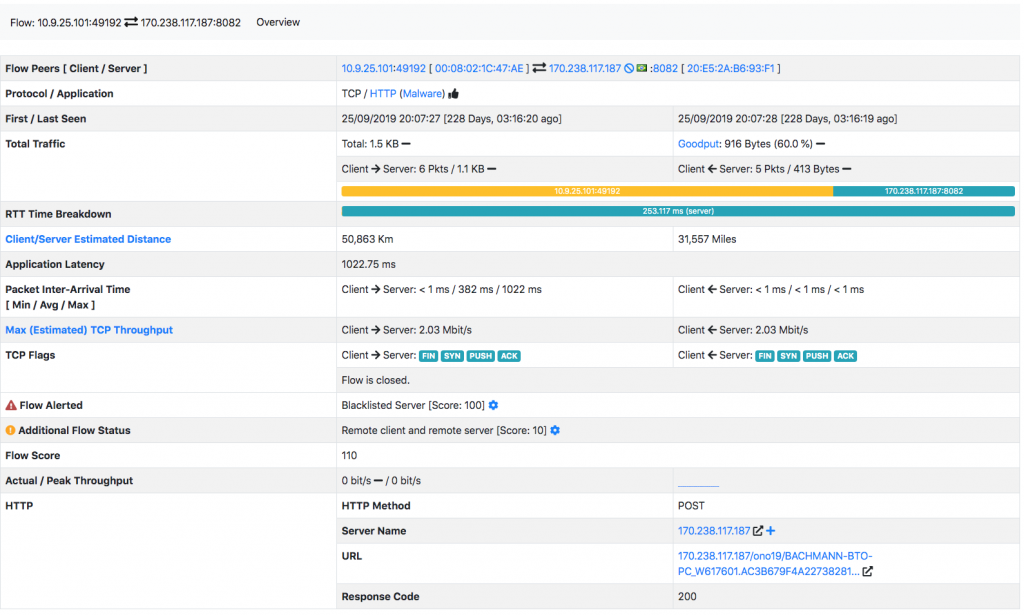 Flow: 10.9.25.101:49192 ⇄ 170.238.117.187:8082 Overview
Flow Peers [ Client / Server ] 10.9.25.101:49192 [ 00:08:02:1C:47:AE ] ⇄ 170.238.117.187 :8082 [ 20:E5:2A:B6:93:F1 ]
Protocol / Application TCP / HTTP (Malware)
First / Last Seen 25/09/2019 20:07:27 [228 Days, 03:16:20 ago] 25/09/2019 20:07:28 [228 Days, 03:16:19 ago]
Total Traffic Total: 1.5 KB — Goodput: 916 Bytes (60.0 %) —
Client → Server: 6 Pkts / 1.1 KB — Client ← Server: 5 Pkts / 413 Bytes —
10.9.25.101:49192 170.238.117.187:8082
RTT Time Breakdown 253.117 ms (server)
Client/Server Estimated Distance 50,863 Km 31,557 Miles
Application Latency 1022.75 ms
Packet Inter-Arrival Time Client → Server: < 1 ms / 382 ms / 1022 ms Client ← Server: < 1 ms / < 1 ms / < 1 ms
[ Min / Avg / Max ]
Max (Estimated) TCP Throughput Client → Server: 2.03 Mbit/s Client ← Server: 2.03 Mbit/s
TCP Flags Client → Server: FIN SYN PUSH ACK Client ← Server: FIN SYN PUSH ACK
Flow is closed.
Flow Alerted Blacklisted Server [Score: 100]
Additional Flow Status Remote client and remote server [Score: 10]
Flow Score 110
Actual / Peak Throughput 0 bit/s — / 0 bit/s
HTTP HTTP Method POST
Server Name 170.238.117.187
URL 170.238.117.187/ono19/BACHMANN-BTO-
PC_W617601.AC3B679F4A22738281...
Response Code 200